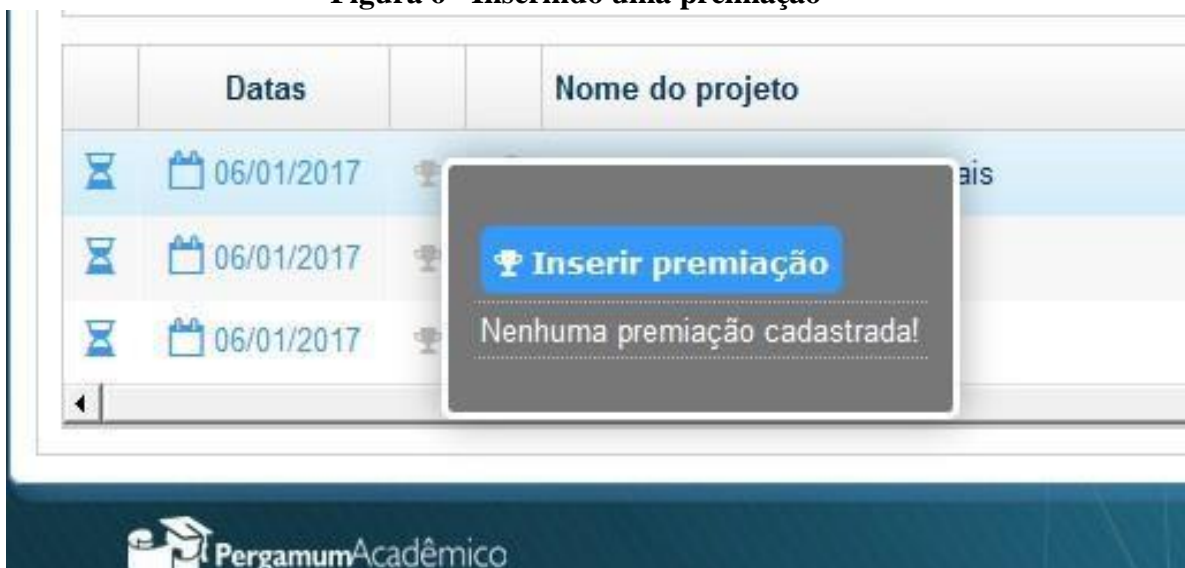 Figura 6 - Inserindo uma premiação
Datas Nome do projeto
06/01/2017 ais
06/01/2017
06/01/2017
Inserir premiação
Nenhuma premiação cadastrada!
PergamumAcadêmico